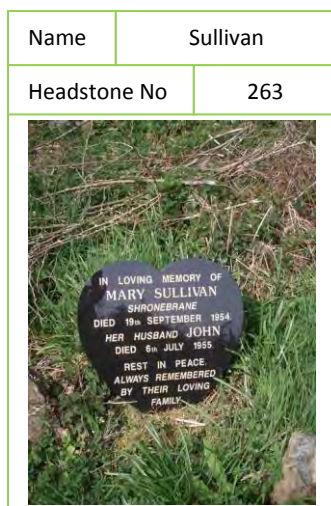 Name Sullivan
Headstone No 263
IN LOVING MEMORY OF
MARY SULLIVAN
SHRONEBRANE
DIED 19th SEPTEMBER 1954
HER HUSBAND JOHN
DIED 6th JULY 1955.
REST IN PEACE.
ALWAYS REMEMBERED
BY THEIR LOVING
FAMILY